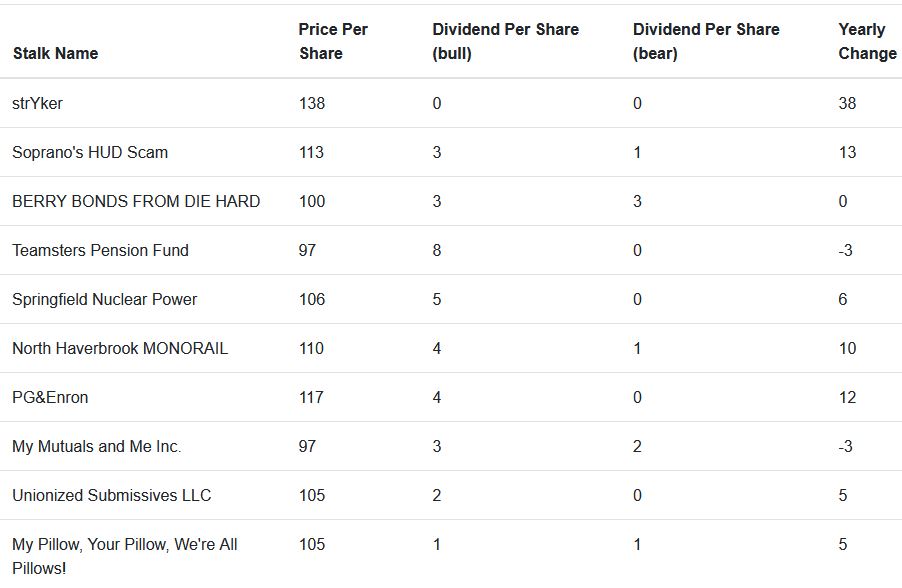 Stalk Name Price Per Share Dividend Per Share (bull) Dividend Per Share (bear) Yearly Change
strYker 138 0 0 38
Soprano's HUD Scam 113 3 1 13
BERRY BONDS FROM DIE HARD 100 3 3 0
Teamsters Pension Fund 97 8 0 -3
Springfield Nuclear Power 106 5 0 6
North Haverbrook MONORAIL 110 4 1 10
PG&Enron 117 4 0 12
My Mutuals and Me Inc. 97 3 2 -3
Unionized Submissives LLC 105 2 0 5
My Pillow, Your Pillow, We're All 105 1 1 5
Pillows!